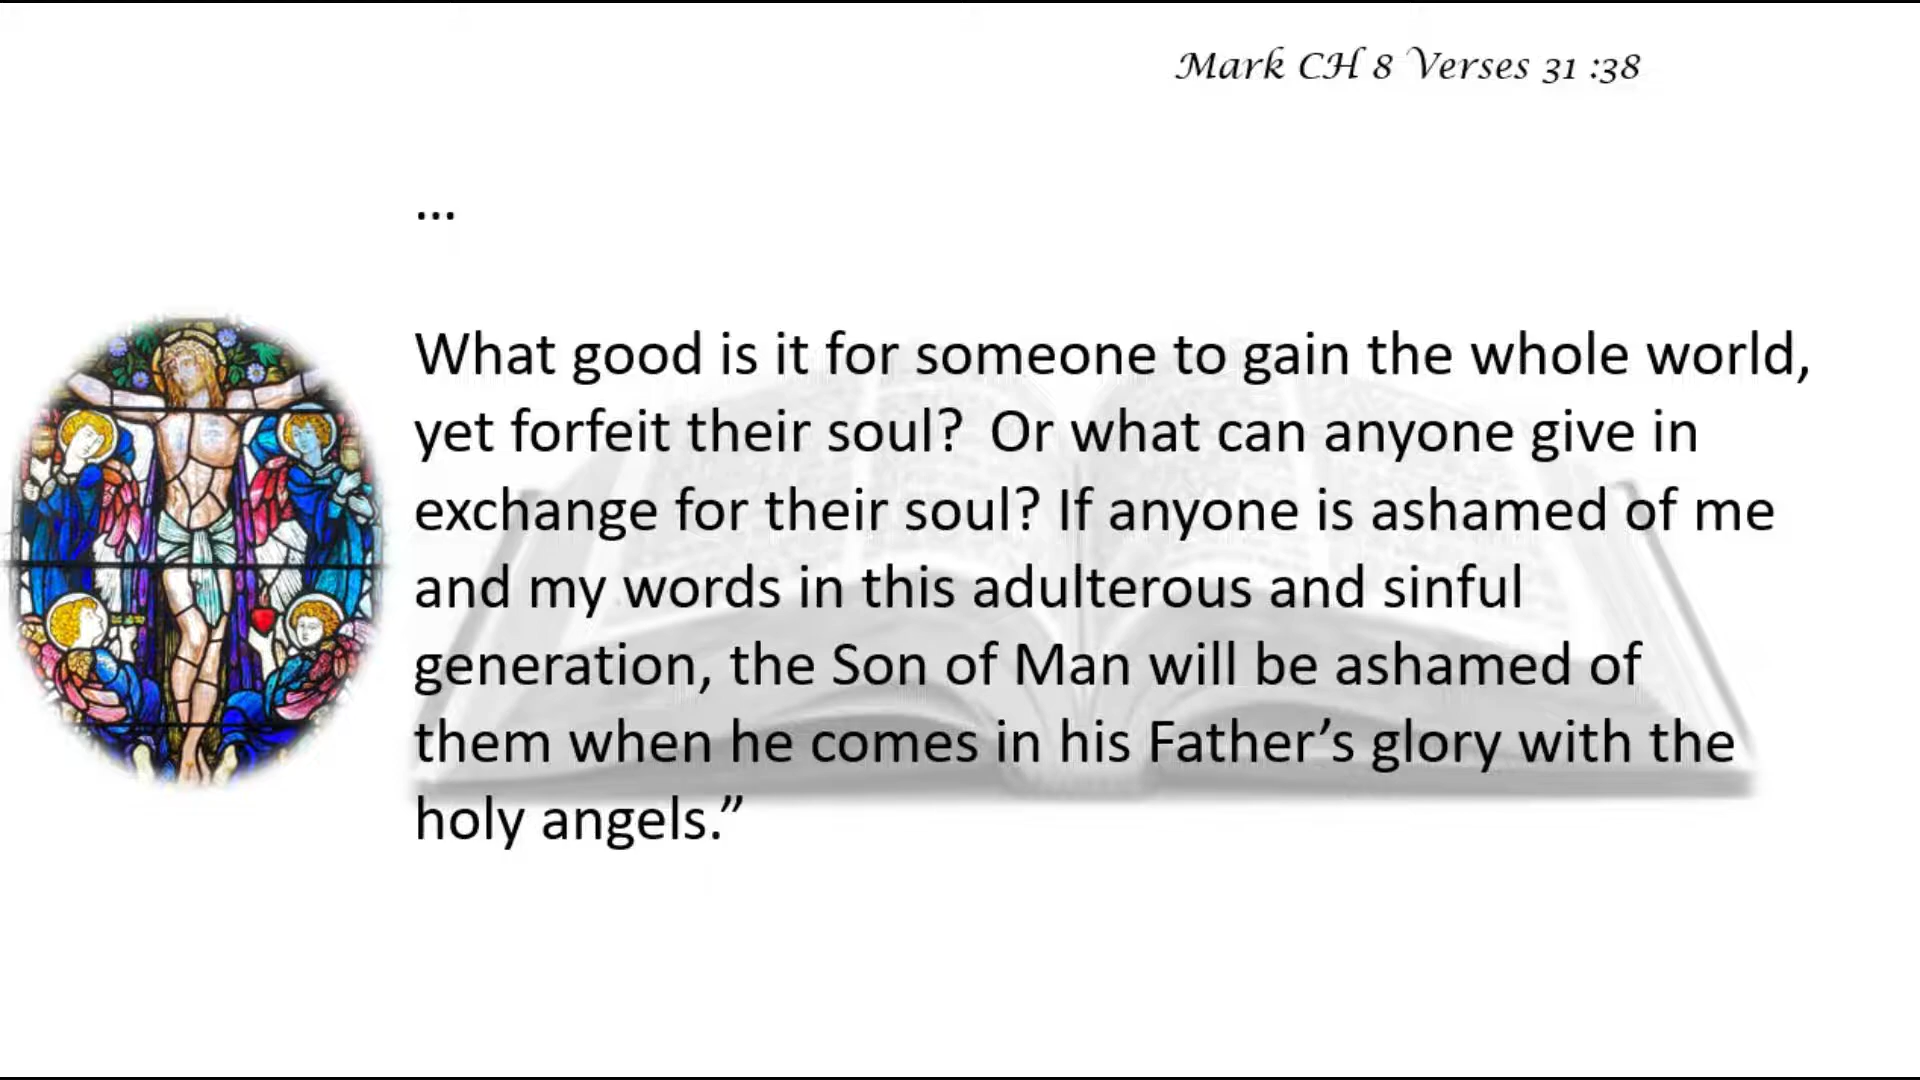 Mark CH 8 Verses 31 :38
...
What good is it for someone to gain the whole world,
yet forfeit their soul?  Or what can anyone give in
exchange for their soul? If anyone is ashamed of me
and my words in this adulterous and sinful
generation, the Son of Man will be ashamed of
them when he comes in his Father’s glory with the
holy angels.”